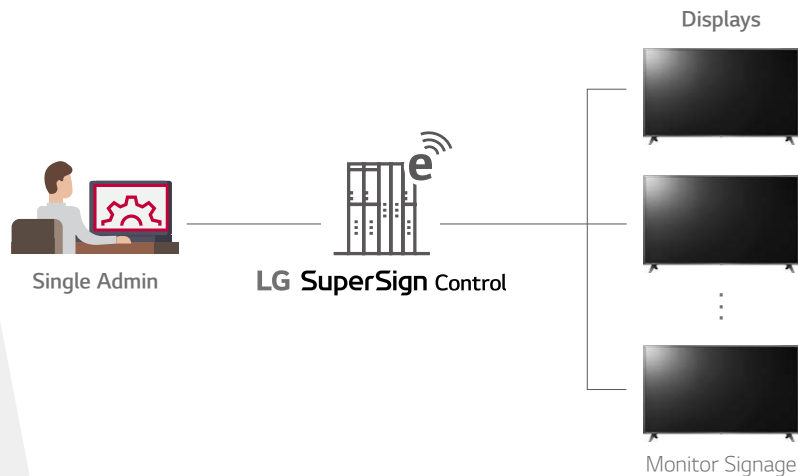 Displays
e
Single Admin
LG SuperSign Control
Monitor Signage